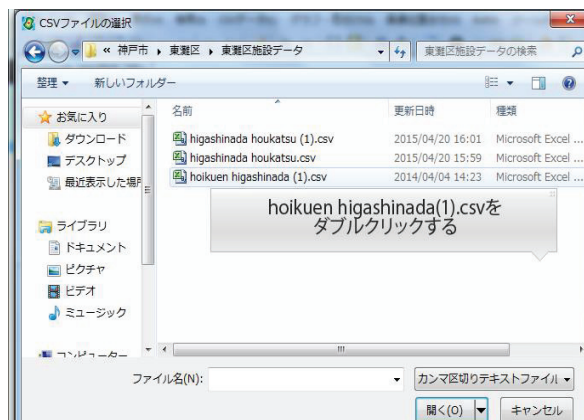 CSVファイルの選択
« 神戸市 ▸ 東灘区 ▸ 東灘区施設データ
東灘区施設データの検索
整理 新しいフォルダー
名前 更新日時 種類
お気に入り
ダウンロード
デスクトップ
最近表示した場所
higashinada houkatsu (1).csv 2015/04/20 16:01 Microsoft Excel ...
higashinada houkatsu.csv 2015/04/20 15:59 Microsoft Excel ...
hoikuen higashinada (1).csv 2014/04/04 14:23 Microsoft Excel ...
hoikuen higashinada(1).csvを
ダブルクリックする
ライブラリ
ドキュメント
ピクチャ
ビデオ
ミュージック
コンピューター
ファイル名(N):
カンマ区切りテキストファイル
開く(O) キャンセル